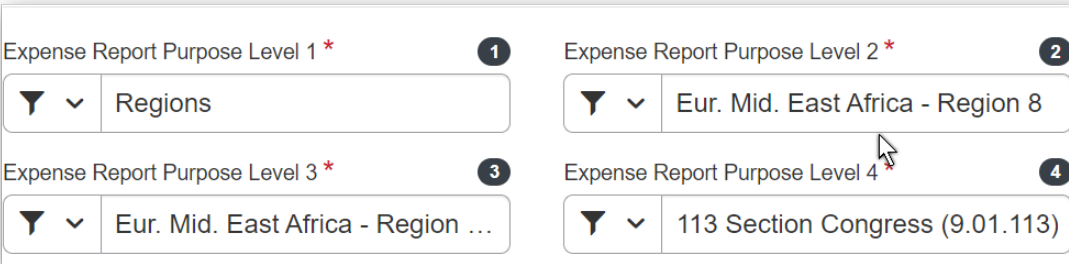 Expense Report Purpose Level 1 * 1
Expense Report Purpose Level 2 * 2
Regions
Eur. Mid. East Africa - Region 8
Expense Report Purpose Level 3 * 3
Expense Report Purpose Level 4 * 4
Eur. Mid. East Africa - Region ...
113 Section Congress (9.01.113)